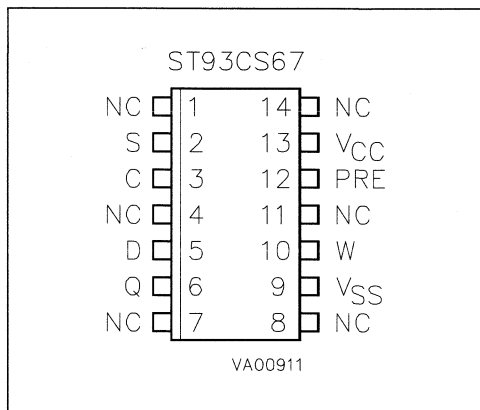 ST93CS67
NC 1 14 NC
S 2 13 VCC
C 3 12 PRE
NC 4 11 NC
D 5 10 W
Q 6 9 VSS
NC 7 8 NC
VA00911